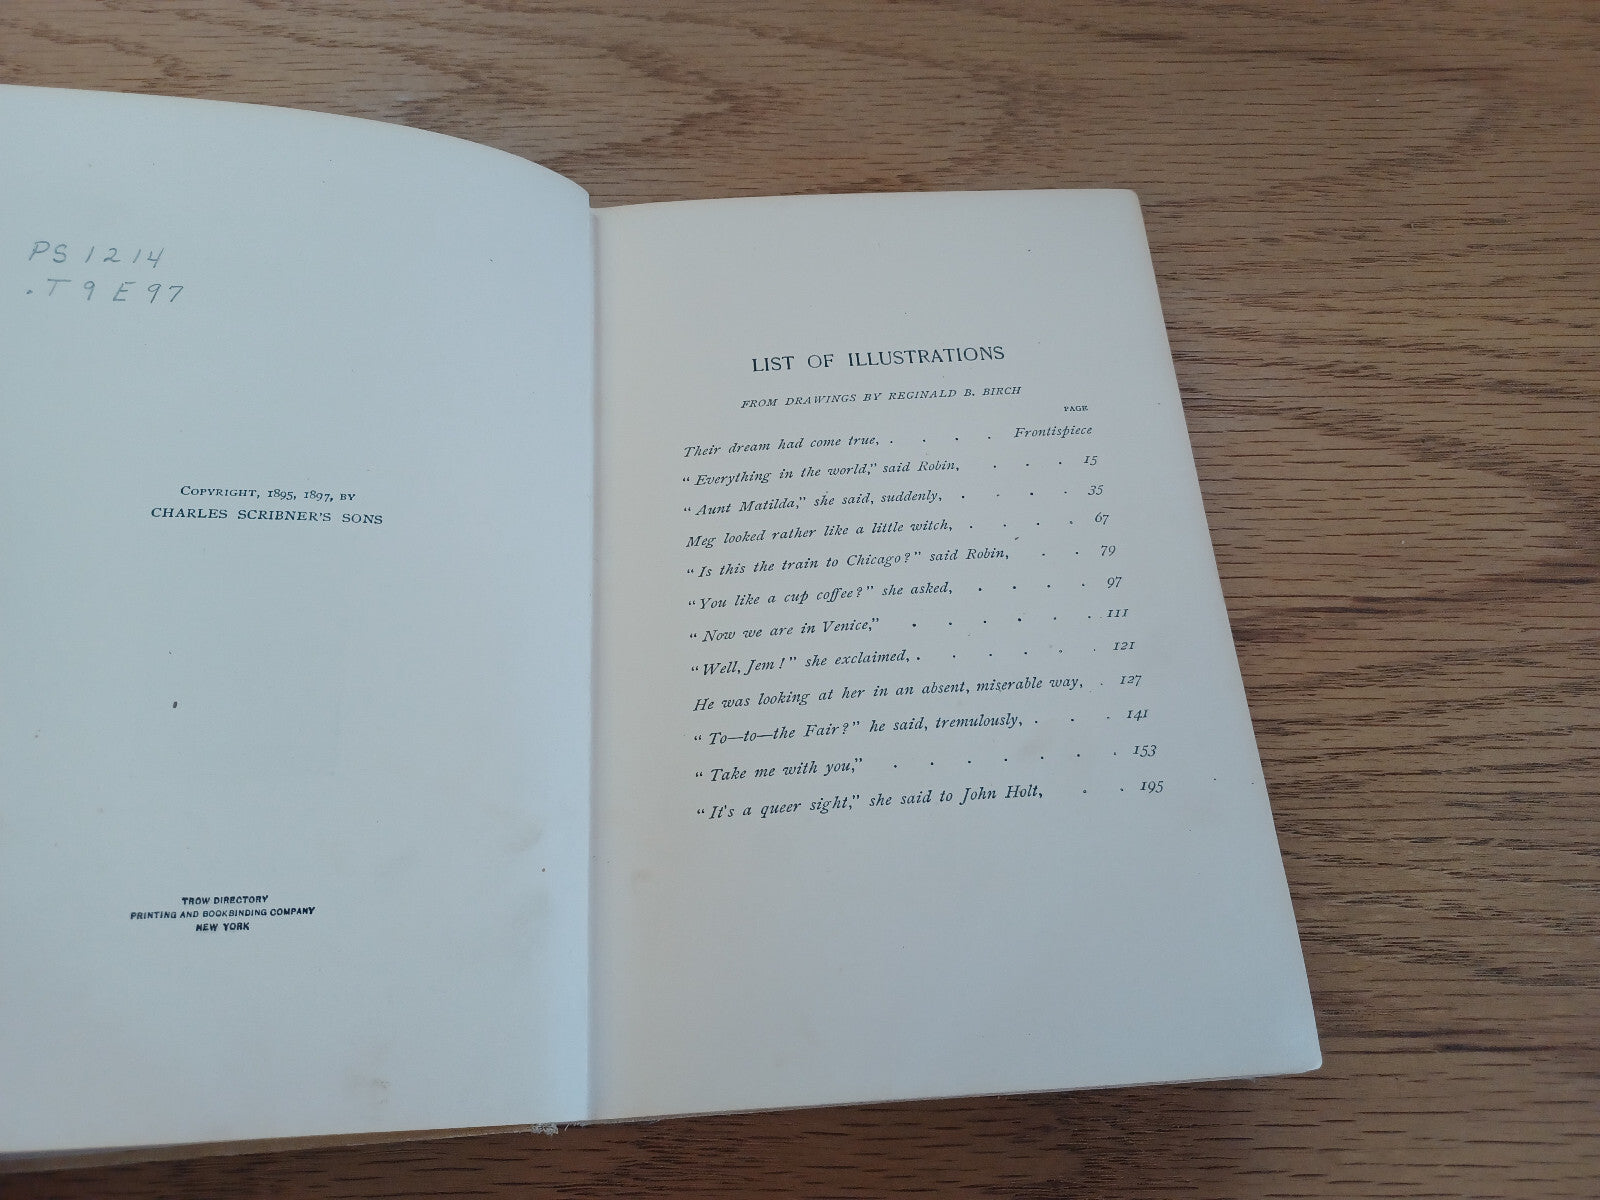 PS 1214
.T9 E97
COPYRIGHT, 1895, 1897, BY
CHARLES SCRIBNER'S SONS
TROW DIRECTORY
PRINTING AND BOOKBINDING COMPANY
NEW YORK
LIST OF ILLUSTRATIONS
FROM DRAWINGS BY REGINALD B. BIRCH
PAGE
Their dream had come true, . . . . Frontispiece
"Everything in the world," said Robin, . . . 15
"Aunt Matilda," she said, suddenly, . . . . 35
Meg looked rather like a little witch, . . . . 67
"Is this the train to Chicago?" said Robin, . . 79
"You like a cup coffee?" she asked, . . . . 97
"Now we are in Venice," . . . . . . 111
"Well, Jem!" she exclaimed, . . . . . . 121
He was looking at her in an absent, miserable way, . 127
"To—to—the Fair?" he said, tremulously, . . . 141
"Take me with you," . . . . . . . 153
"It's a queer sight," she said to John Holt, . . 195